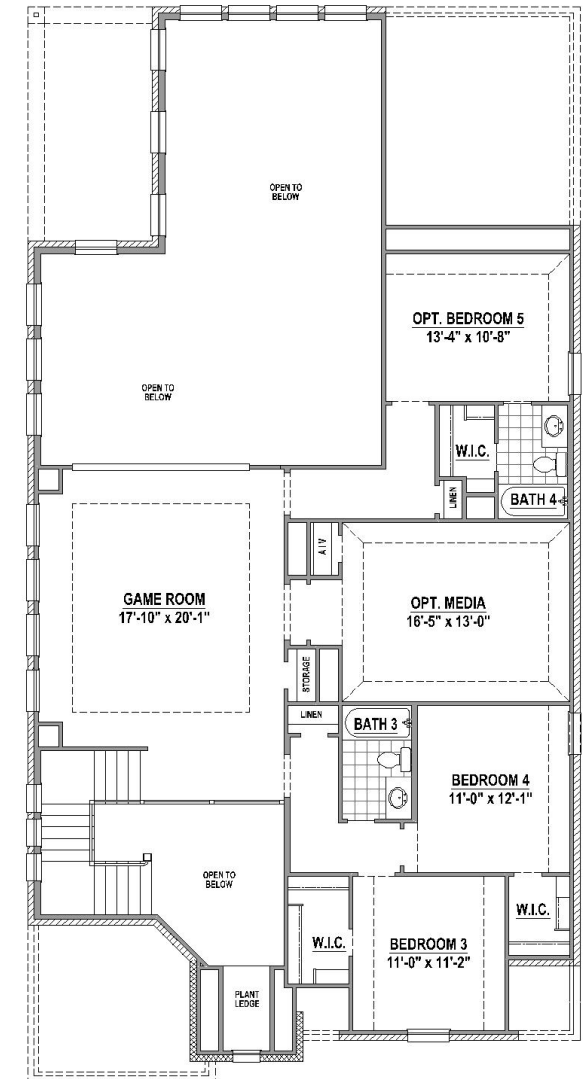 OPEN TO
BELOW
OPT. BEDROOM 5
13'-4" x 10'-8"
OPEN TO
BELOW
W.I.C.
LINEN
BATH 4
A/V
GAME ROOM
17'-10" x 20'-1"
OPT. MEDIA
16'-5" x 13'-0"
STORAGE
LINEN
BATH 3
BEDROOM 4
11'-0" x 12'-1"
OPEN TO
BELOW
W.I.C.
W.I.C.
BEDROOM 3
11'-0" x 11'-2"
PLANT
LEDGE